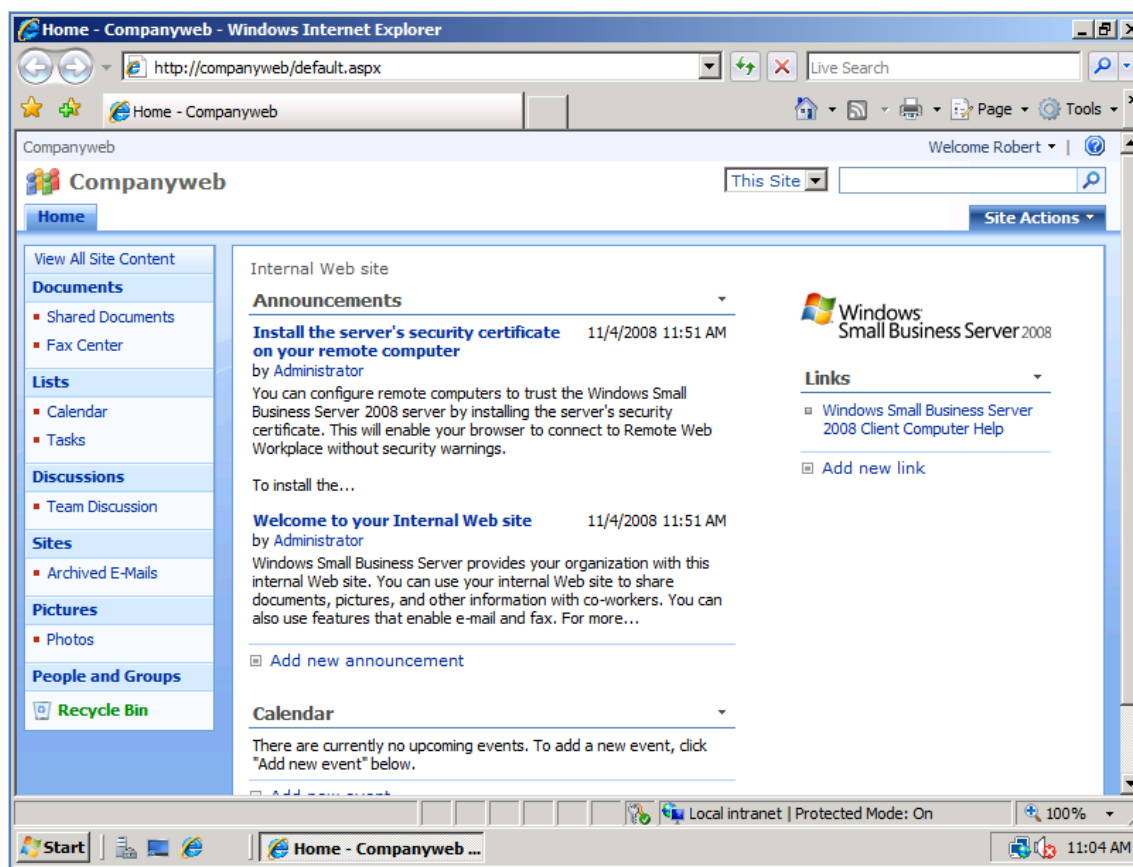 Home - Companyweb - Windows Internet Explorer
http://companyweb/default.aspx
Live Search
Home - Companyweb
Page
Tools
Companyweb
Welcome Robert
Companyweb
This Site
Home
Site Actions
View All Site Content
Documents
Shared Documents
Fax Center
Lists
Calendar
Tasks
Discussions
Team Discussion
Sites
Archived E-Mails
Pictures
Photos
People and Groups
Recycle Bin
Internal Web site
Announcements
Install the server's security certificate 11/4/2008 11:51 AM
on your remote computer
by Administrator
You can configure remote computers to trust the Windows Small
Business Server 2008 server by installing the server's security
certificate. This will enable your browser to connect to Remote Web
Workplace without security warnings.
To install the...
Welcome to your Internal Web site 11/4/2008 11:51 AM
by Administrator
Windows Small Business Server provides your organization with this
internal Web site. You can use your internal Web site to share
documents, pictures, and other information with co-workers. You can
also use features that enable e-mail and fax. For more...
Add new announcement
Calendar
There are currently no upcoming events. To add a new event, click
"Add new event" below.
Add new event
Windows
Small Business Server 2008
Links
Windows Small Business Server
2008 Client Computer Help
Add new link
Local intranet | Protected Mode: On
100%
Start
Home - Companyweb ...
11:04 AM